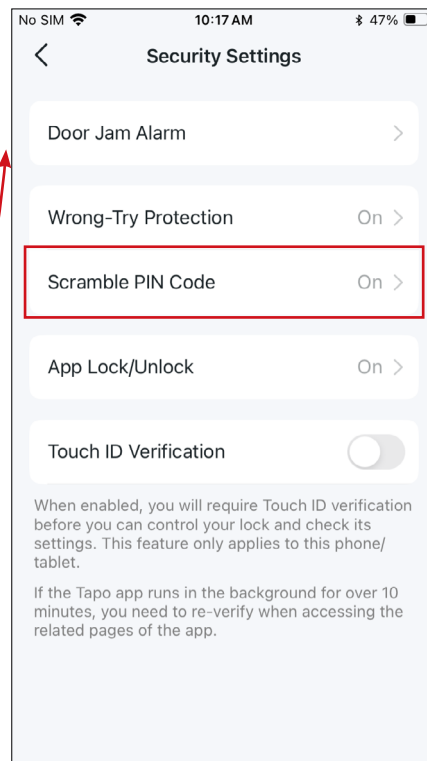 No SIM 10:17 AM 47%
Security Settings
Door Jam Alarm
Wrong-Try Protection On
Scramble PIN Code On
App Lock/Unlock On
Touch ID Verification
When enabled, you will require Touch ID verification
before you can control your lock and check its
settings. This feature only applies to this phone/
tablet.
If the Tapo app runs in the background for over 10
minutes, you need to re-verify when accessing the
related pages of the app.